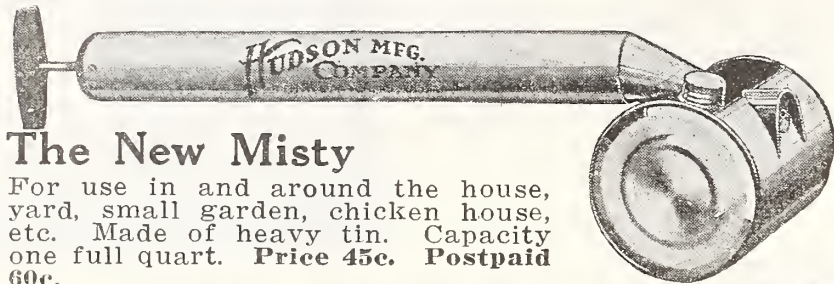 HUDSON MFG.
COMPANY
The New Misty
For use in and around the house,
yard, small garden, chicken house,
etc. Made of heavy tin. Capacity
one full quart. Price 45c. Postpaid
60c.